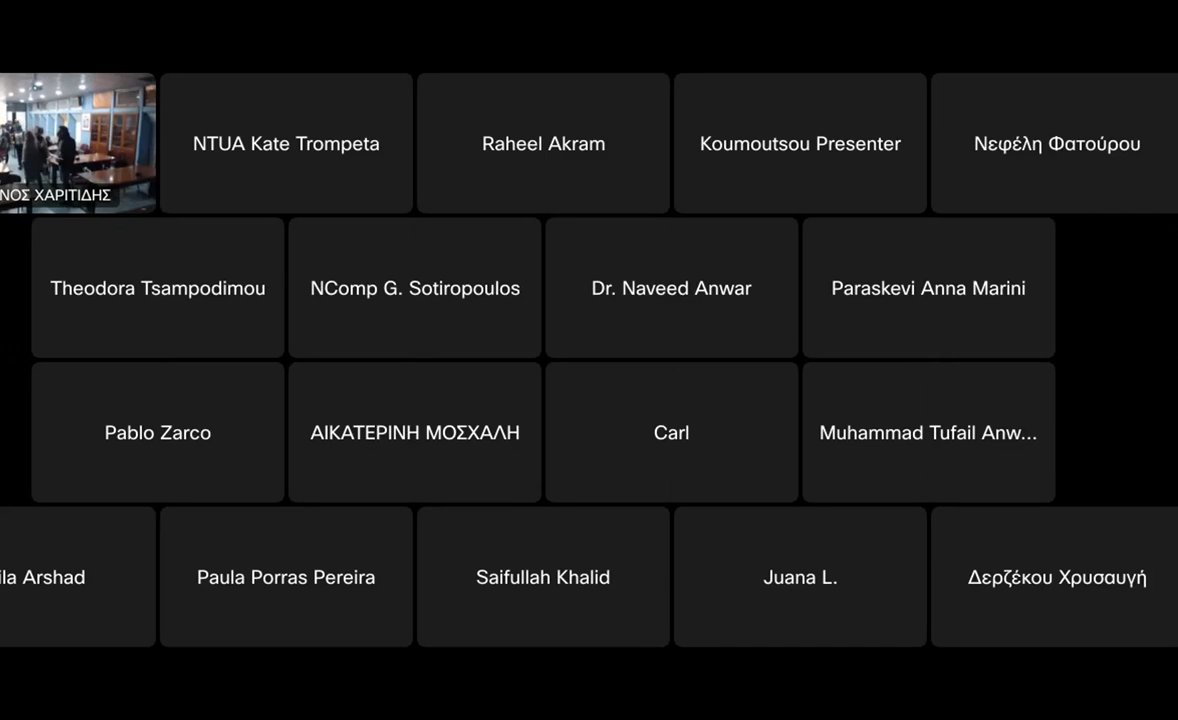 NTUA Kate Trompeta
Raheel Akram
Koumoutsou Presenter
Νεφέλη Φατούρου
ΝΟΣ ΧΑΡΙΤΙΔΗΣ
Theodora Tsampodimou
NComp G. Sotiropoulos
Dr. Naveed Anwar
Paraskevi Anna Marini
Pablo Zarco
ΑΙΚΑΤΕΡΙΝΗ ΜΟΣΧΑΛΗ
Carl
Muhammad Tufail Anw...
ila Arshad
Paula Porras Pereira
Saifullah Khalid
Juana L.
Δερζέκου Χρυσαυγή